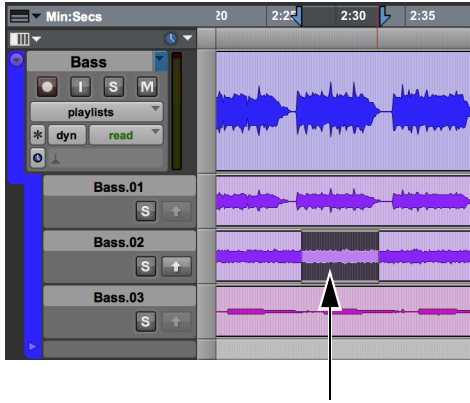 Min:Secs 20 2:25 2:30 2:35
Bass
I S M
playlists
* dyn read
Bass.01
S
Bass.02
S
Bass.03
S